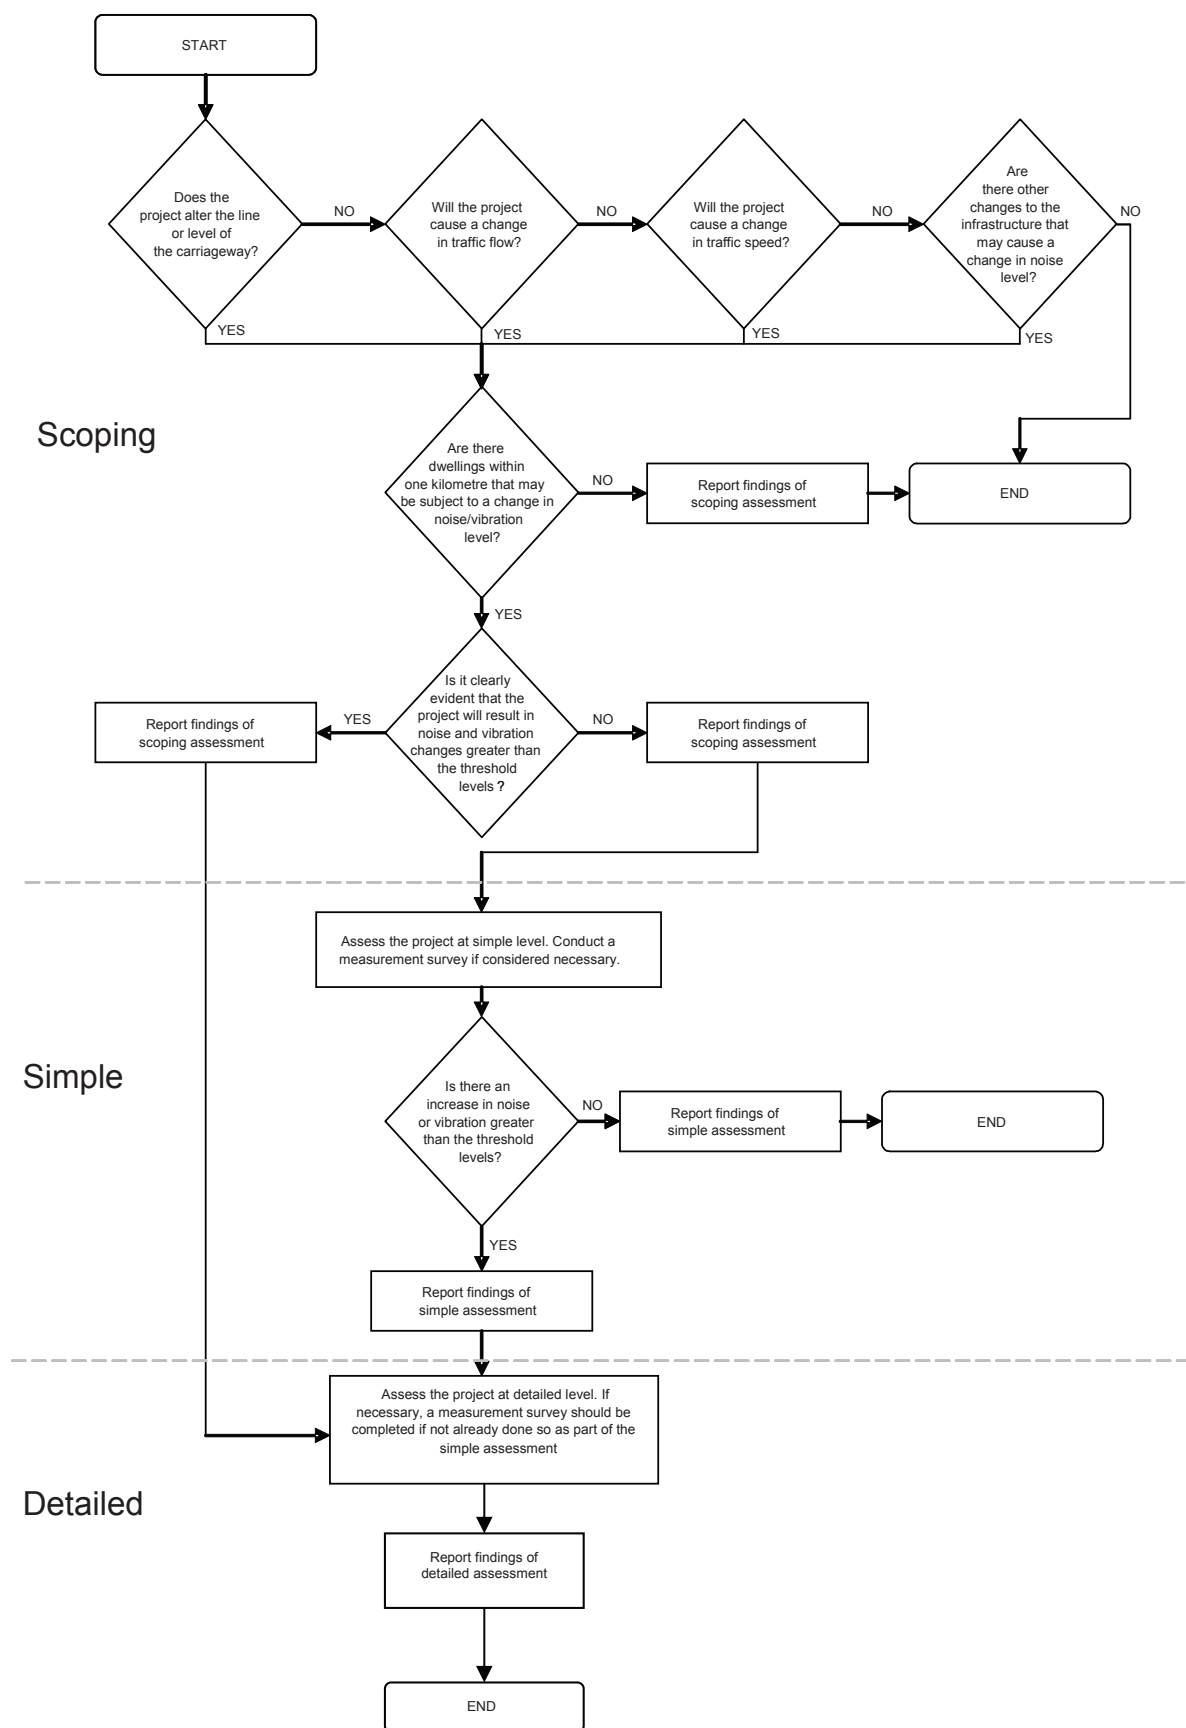 START
Does the
project alter the line
or level of
the carriageway?
NO
Will the project
cause a change
in traffic flow?
NO
Will the project
cause a change
in traffic speed?
NO
Are
there other
changes to the
infrastructure that
may cause a
change in noise
level?
NO
YES
YES
YES
YES
Scoping
Are there
dwellings within
one kilometre that may
be subject to a change in
noise/vibration
level?
NO
Report findings of
scoping assessment
END
YES
Is it clearly
evident that the
project will result in
noise and vibration
changes greater than
the threshold
levels ?
YES
Report findings of
scoping assessment
NO
Report findings of
scoping assessment
Assess the project at simple level. Conduct a
measurement survey if considered necessary.
Simple
Is there an
increase in noise
or vibration greater
than the threshold
levels?
NO
Report findings of
simple assessment
END
YES
Report findings of
simple assessment
Assess the project at detailed level. If
necessary, a measurement survey should be
completed if not already done so as part of the
simple assessment
Detailed
Report findings of
detailed assessment
END